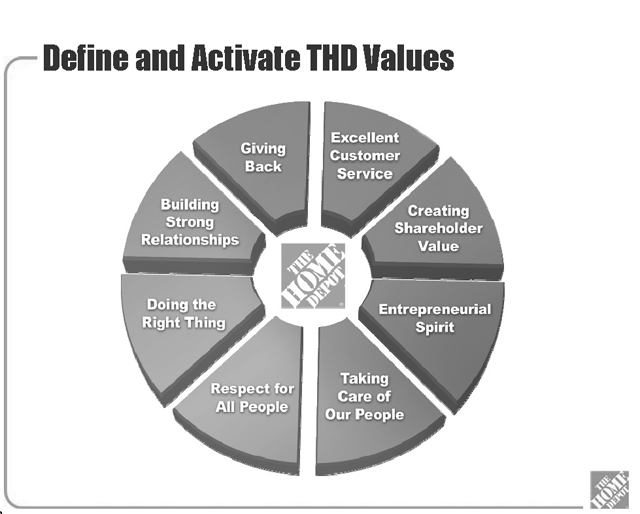 Define and Activate THD Values
Giving
Back
Excellent
Customer
Service
Building
Strong
Relationships
Creating
Shareholder
Value
THE
HOME
DEPOT
®
Doing the
Right Thing
Entrepreneurial
Spirit
Respect for
All People
Taking
Care of
Our People
THE
HOME
DEPOT